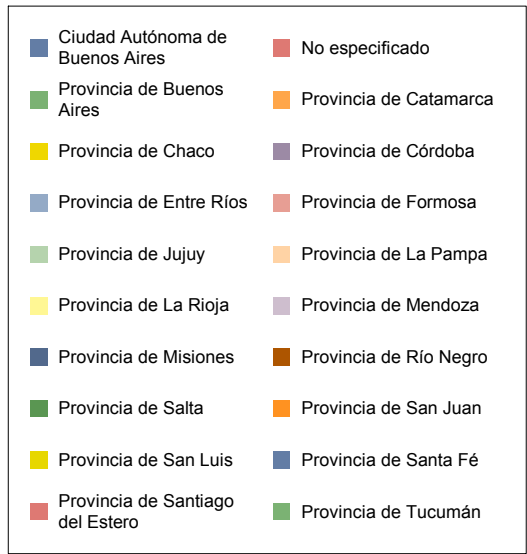 Ciudad Autónoma de
Buenos Aires
No especificado
Provincia de Buenos
Aires
Provincia de Catamarca
Provincia de Chaco
Provincia de Córdoba
Provincia de Entre Ríos
Provincia de Formosa
Provincia de Jujuy
Provincia de La Pampa
Provincia de La Rioja
Provincia de Mendoza
Provincia de Misiones
Provincia de Río Negro
Provincia de Salta
Provincia de San Juan
Provincia de San Luis
Provincia de Santa Fé
Provincia de Santiago
del Estero
Provincia de Tucumán